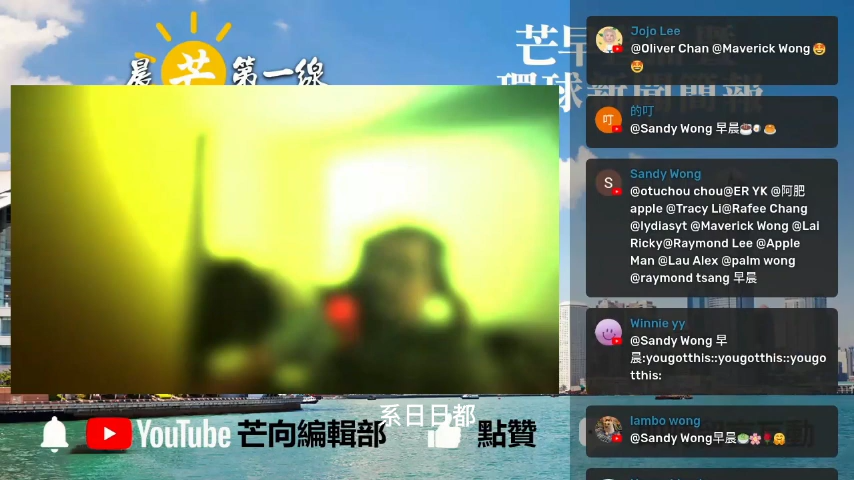 晨 芒 第一線
芒早
環球新聞簡報
Jojo Lee
@Oliver Chan @Maverick Wong🤩
🤩
叮
的叮
@Sandy Wong 早晨
S
Sandy Wong
@otuchou chou@ER YK @阿肥
apple @Tracy Li@Rafee Chang
@lydiasyt @Maverick Wong @Lai
Ricky@Raymond Lee @Apple
Man @Lau Alex @palm wong
@raymond tsang 早晨
Winnie yy
@Sandy Wong 早
晨:yougotthis::yougotthis::yougo
tthis:
lambo wong
@Sandy Wong早晨
系日日都
YouTube 芒向編輯部 點贊
動